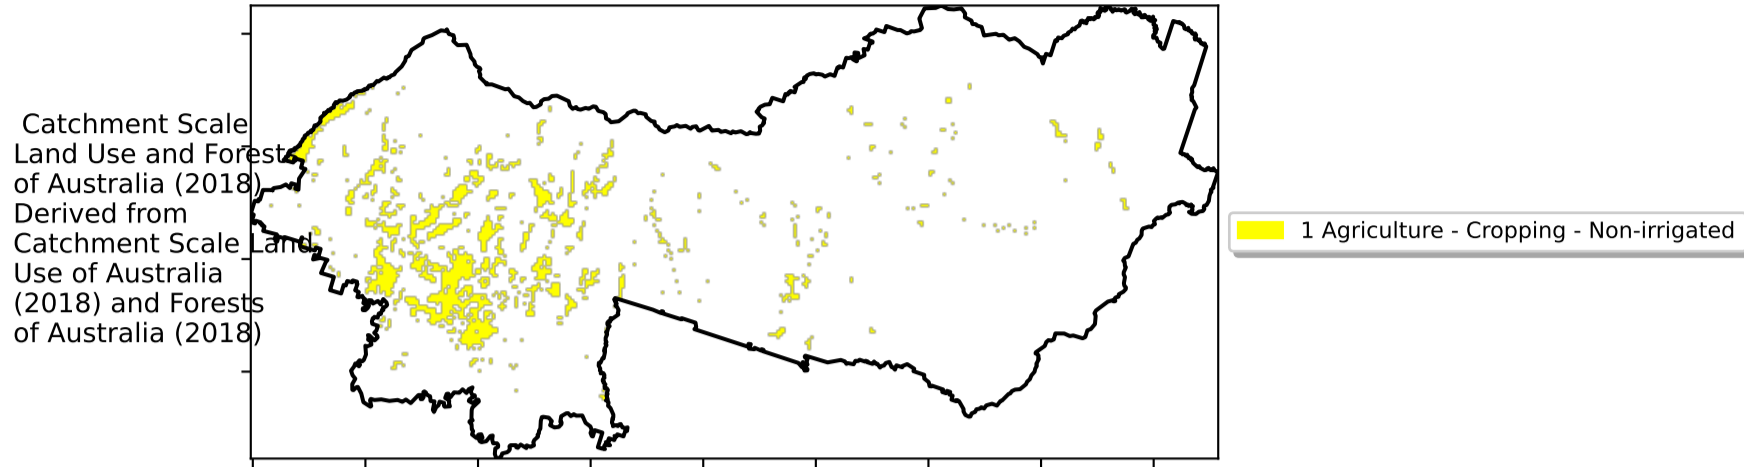 Catchment Scale
Land Use and Forests
of Australia (2018)
Derived from
Catchment Scale Land
Use of Australia
(2018) and Forests
of Australia (2018)
1 Agriculture - Cropping - Non-irrigated